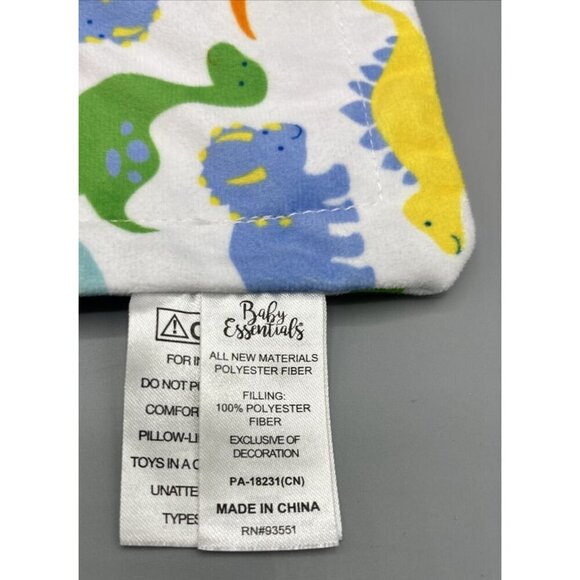 FOR
DO NOT
COMFOR
PILLOW-LI
TOYS IN A
UNATTE
TYPES
Baby
Essentials®
ALL NEW MATERIALS
POLYESTER FIBER
FILLING:
100% POLYESTER
FIBER
EXCLUSIVE OF
DECORATION
PA-18231(CN)
MADE IN CHINA
RN#93551